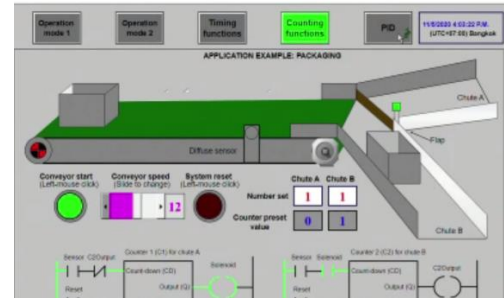 Operation mode 1
Operation mode 2
Timing functions
Counting functions
PID
11/5/2020 4:03:22 P.M.
(UTC+07:00) Bangkok
APPLICATION EXAMPLE: PACKAGING
Chute A
Flap
Diffuse sensor
Chute B
Conveyor start
(Left-mouse click)
Conveyor speed
(Slide to change)
12
System reset
(Left-mouse click)
Chute A Chute B
Number set 1 1
Counter preset value 0 1
Counter 1 (C1) for chute A
Sensor C2Output
Count-down (CD)
Solenoid
Reset
Output (Q)
Counter 2 (C2) for chute B
Sensor Solenoid
Count-down (CD)
C2Output
Reset
Output (Q)